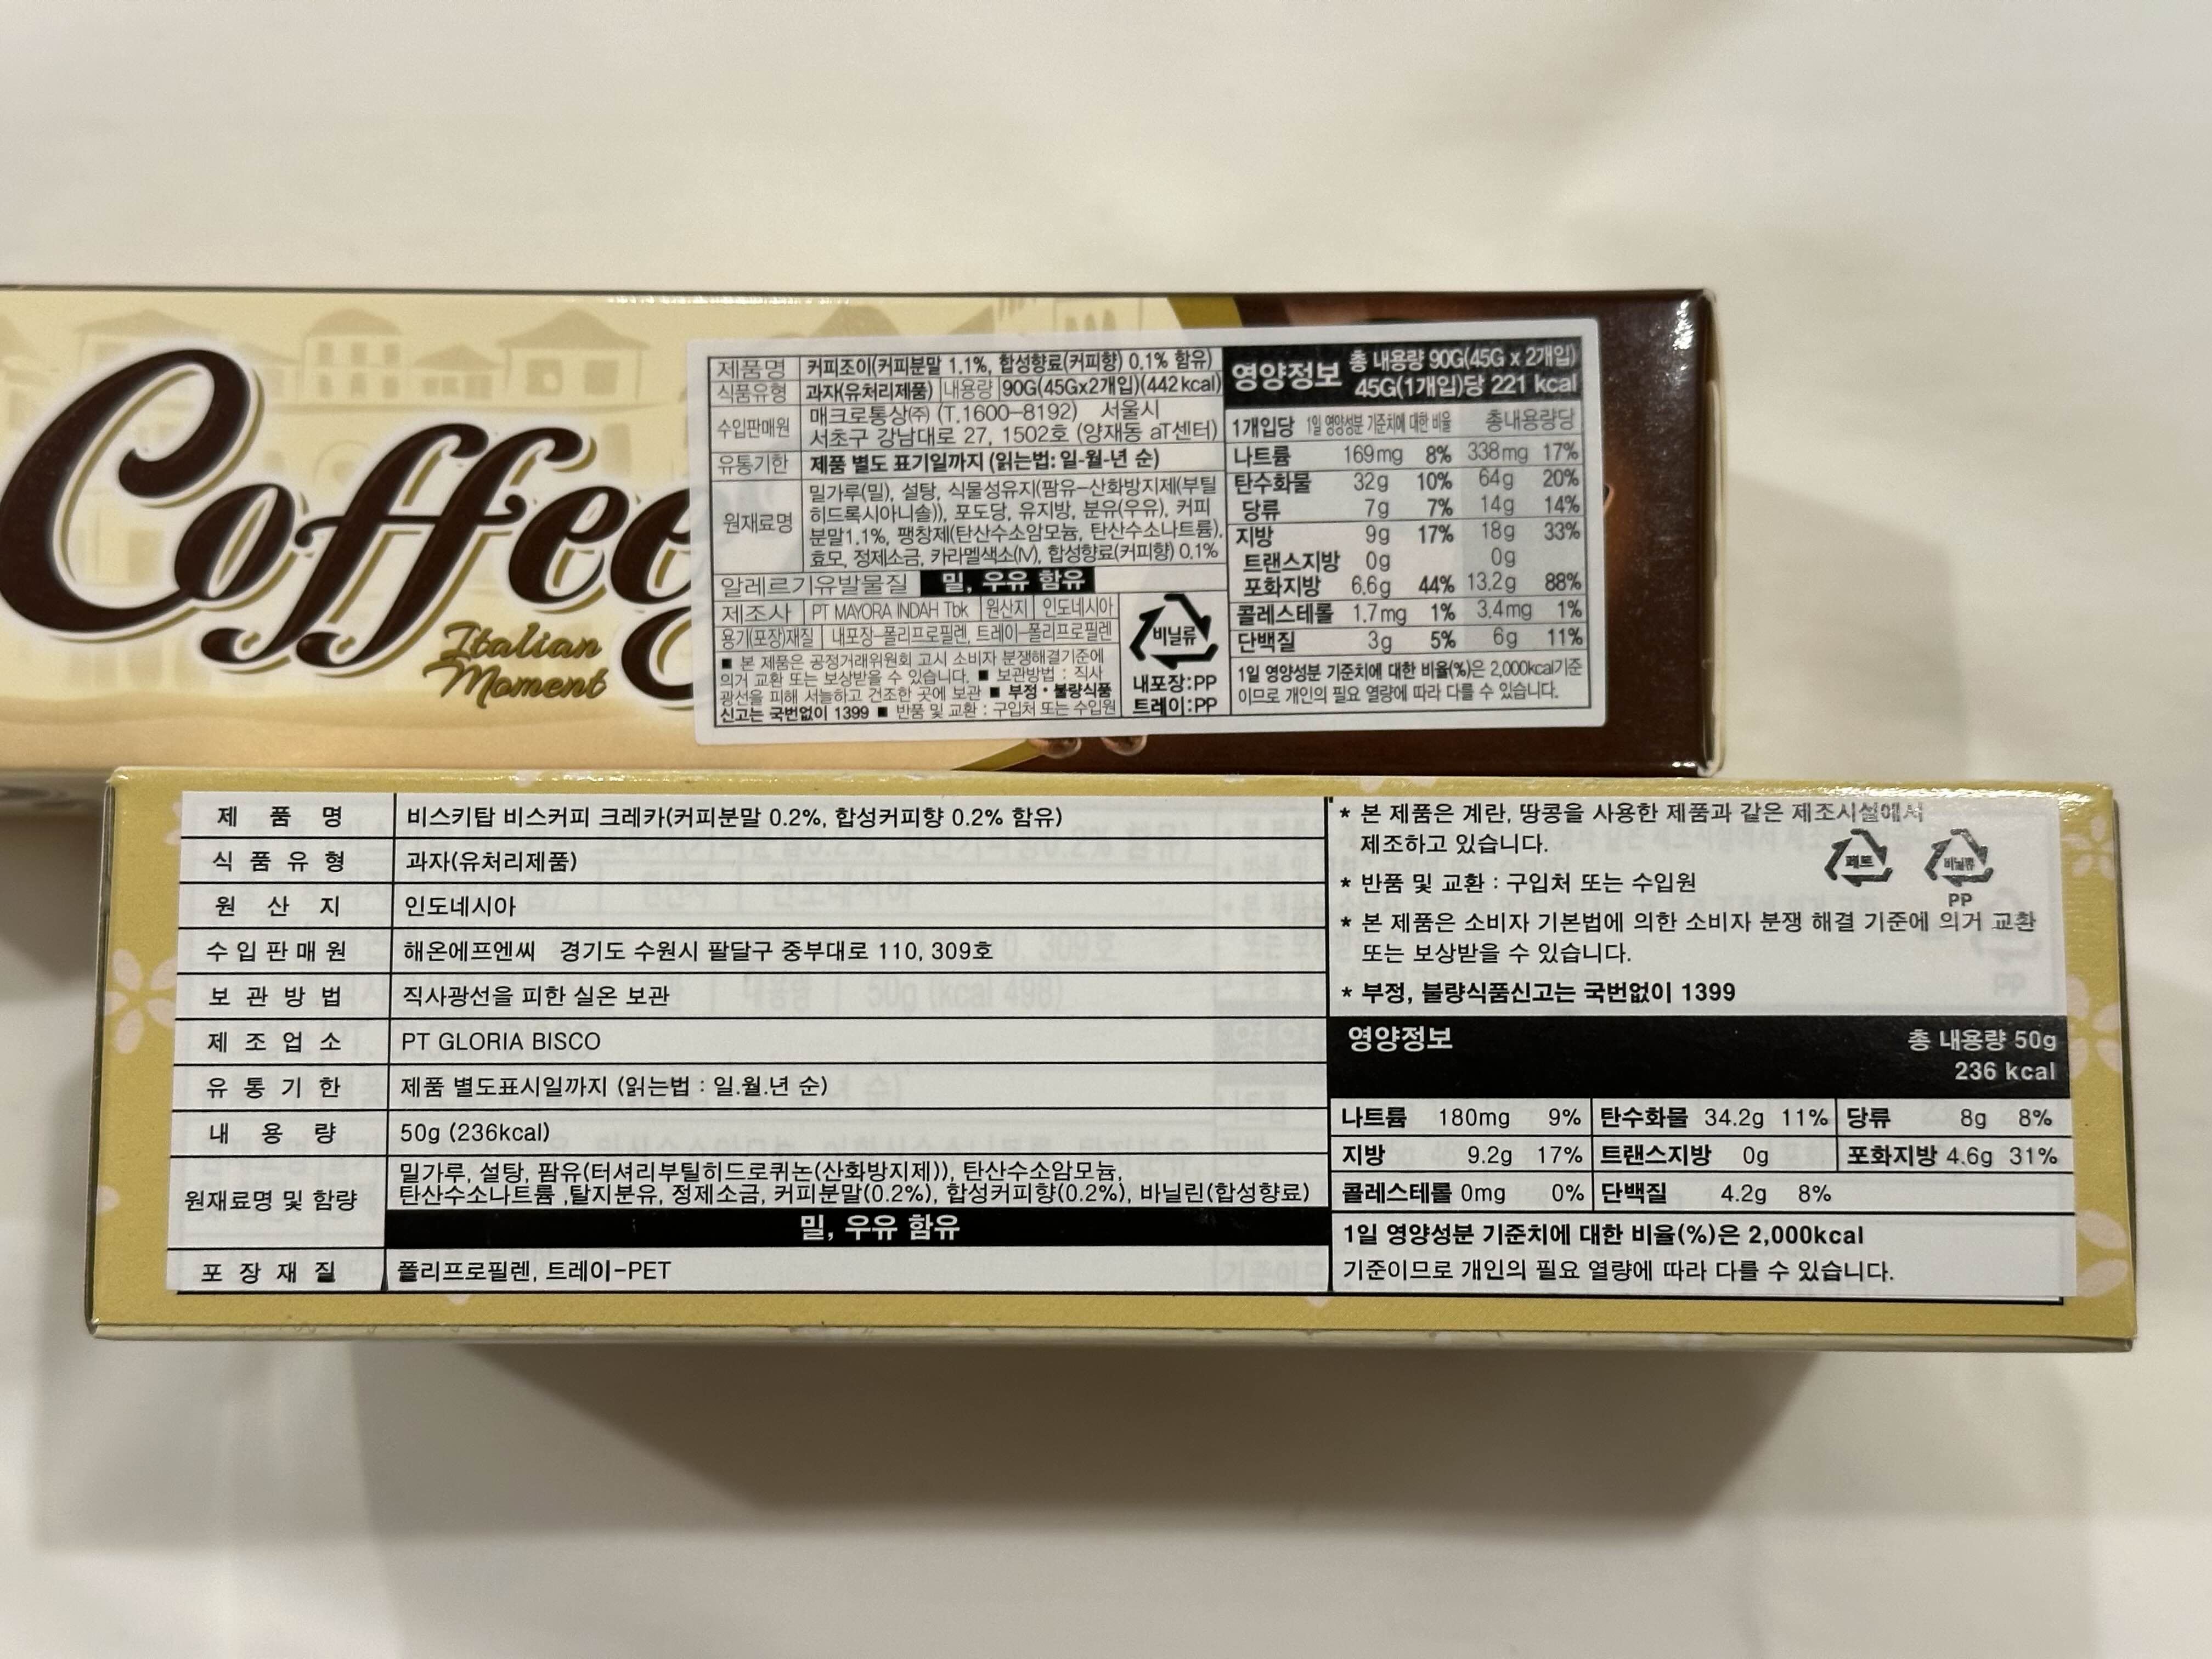 Coffee
Italian
Moment
제품명 커피조이(커피분말 1.1%, 합성향료(커피향) 0.1% 함유)
식품유형 과자(유처리제품) 내용량 90G(45Gx2개입)(442 kcal)
수입판매원 매크로통상㈜ (T.1600-8192) 서울시
서초구 강남대로 27, 1502호 (양재동 aT센터)
유통기한 제품 별도 표기일까지 (읽는법: 일-월-년 순)
원재료명 밀가루(밀), 설탕, 식물성유지(팜유-산화방지제(부틸
히드록시아니솔)), 포도당, 유지방, 분유(우유), 커피
분말1.1%, 팽창제(탄산수소암모늄, 탄산수소나트륨),
효모, 정제소금, 카라멜색소(Ⅳ), 합성향료(커피향) 0.1%
알레르기유발물질 밀, 우유 함유
제조사 PT MAYORA INDAH Tbk 원산지 인도네시아
용기(포장)재질 내포장-폴리프로필렌, 트레이-폴리프로필렌
■ 본 제품은 공정거래위원회 고시 소비자 분쟁해결기준에
의거 교환 또는 보상받을 수 있습니다. ■ 보관방법 : 직사
광선을 피해 서늘하고 건조한 곳에 보관 ■ 부정·불량식품
신고는 국번없이 1399 ■ 반품 및 교환 : 구입처 또는 수입원
비닐류
내포장:PP
트레이:PP
영양정보 총 내용량 90G(45G x 2개입)
45G(1개입)당 221 kcal
1개입당 1일 영양성분 기준치에 대한 비율 총내용량당
나트륨 169mg 8% 338mg 17%
탄수화물 32g 10% 64g 20%
당류 7g 7% 14g 14%
지방 9g 17% 18g 33%
트랜스지방 0g 0g
포화지방 6.6g 44% 13.2g 88%
콜레스테롤 1.7mg 1% 3.4mg 1%
단백질 3g 5% 6g 11%
1일 영양성분 기준치에 대한 비율(%)은 2,000kcal기준
이므로 개인의 필요 열량에 따라 다를 수 있습니다.
제품명 비스키탑 비스커피 크레카(커피분말 0.2%, 합성커피향 0.2% 함유)
식품유형 과자(유처리제품)
원산지 인도네시아
수입판매원 해온에프엔씨 경기도 수원시 팔달구 중부대로 110, 309호
보관방법 직사광선을 피한 실온 보관
제조업소 PT GLORIA BISCO
유통기한 제품 별도표시일까지 (읽는법 : 일.월.년 순)
내용량 50g (236kcal)
원재료명 및 함량 밀가루, 설탕, 팜유(터셔리부틸히드로퀴논(산화방지제)), 탄산수소암모늄,
탄산수소나트륨 ,탈지분유, 정제소금, 커피분말(0.2%), 합성커피향(0.2%), 바닐린(합성향료)
밀, 우유 함유
포장재질 폴리프로필렌, 트레이-PET
* 본 제품은 계란, 땅콩을 사용한 제품과 같은 제조시설에서
제조하고 있습니다.
페트 비닐류
PP
* 반품 및 교환 : 구입처 또는 수입원
* 본 제품은 소비자 기본법에 의한 소비자 분쟁 해결 기준에 의거 교환
또는 보상받을 수 있습니다.
* 부정, 불량식품신고는 국번없이 1399
영양정보 총 내용량 50g
236 kcal
나트륨 180mg 9% 탄수화물 34.2g 11% 당류 8g 8%
지방 9.2g 17% 트랜스지방 0g 포화지방 4.6g 31%
콜레스테롤 0mg 0% 단백질 4.2g 8%
1일 영양성분 기준치에 대한 비율(%)은 2,000kcal
기준이므로 개인의 필요 열량에 따라 다를 수 있습니다.